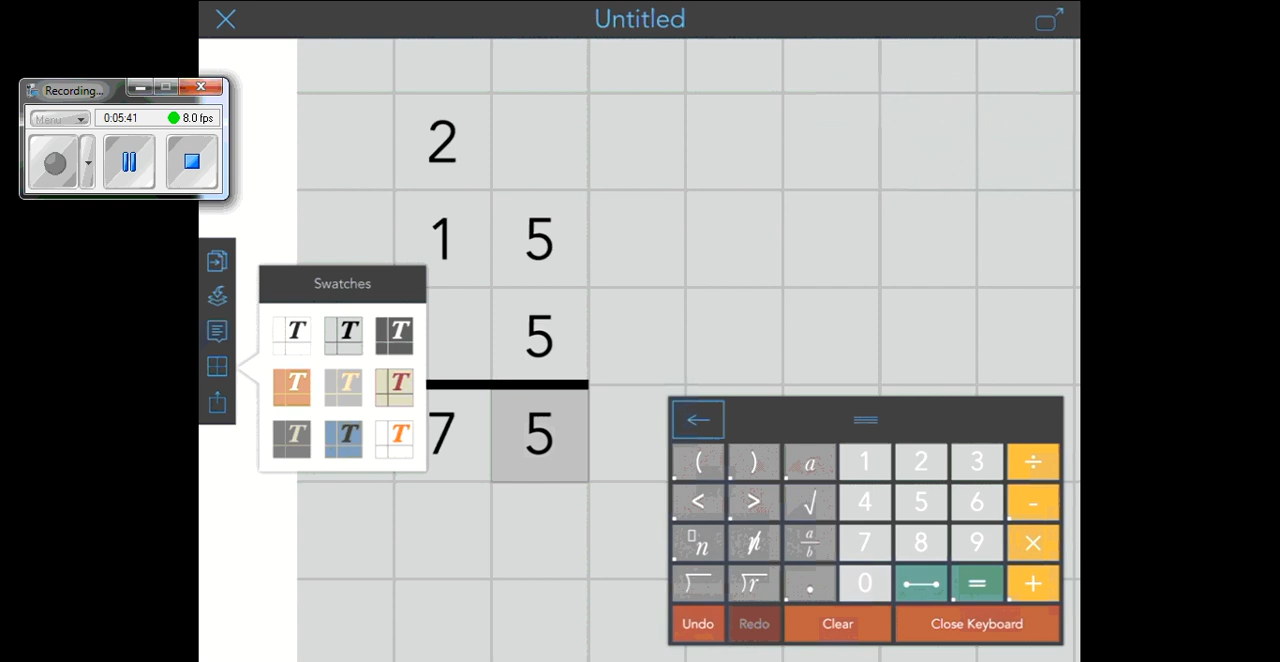 Untitled
Recording...
Menu
0:05:41
8.0 fps
2
1 5
5
7 5
Swatches
T T T
T T T
T T T
( ) a 1 2 3 ÷
< > √ 4 5 6 -
n n a/b 7 8 9 ×
r . 0 = +
Undo Redo Clear Close Keyboard